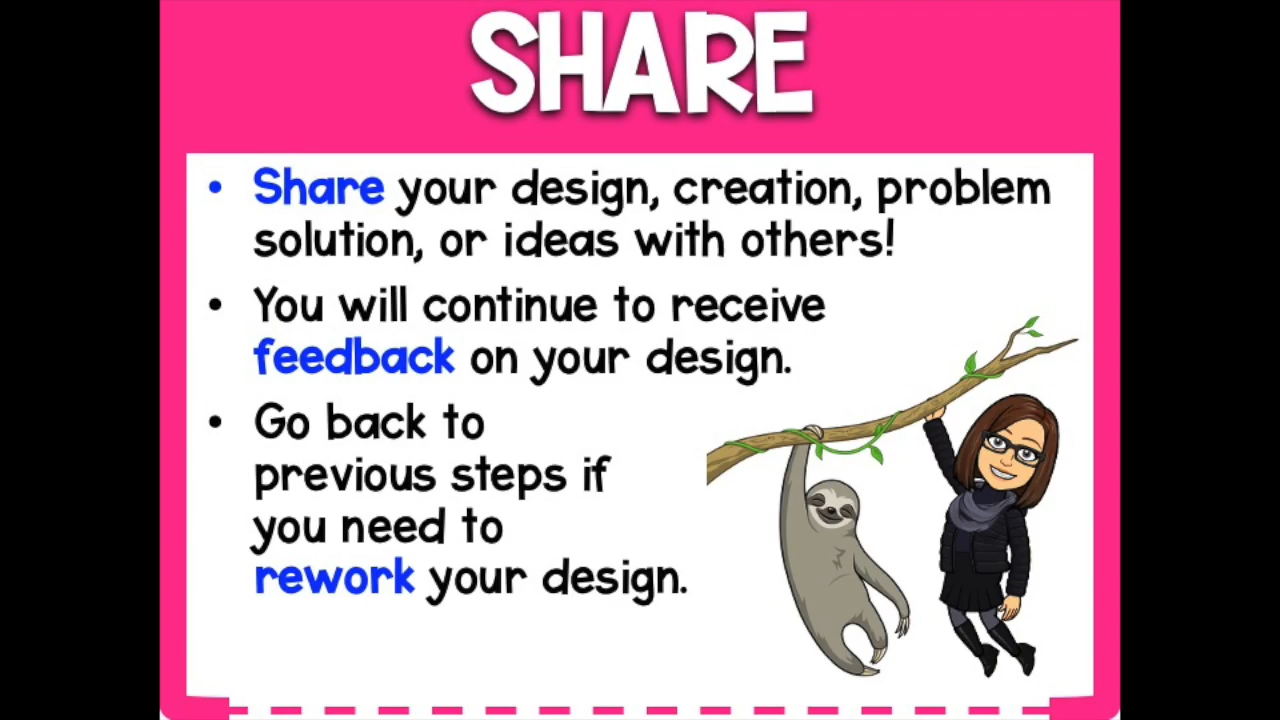 SHARE
• Share your design, creation, problem
solution, or ideas with others!
• You will continue to receive
feedback on your design.
• Go back to
previous steps if
you need to
rework your design.